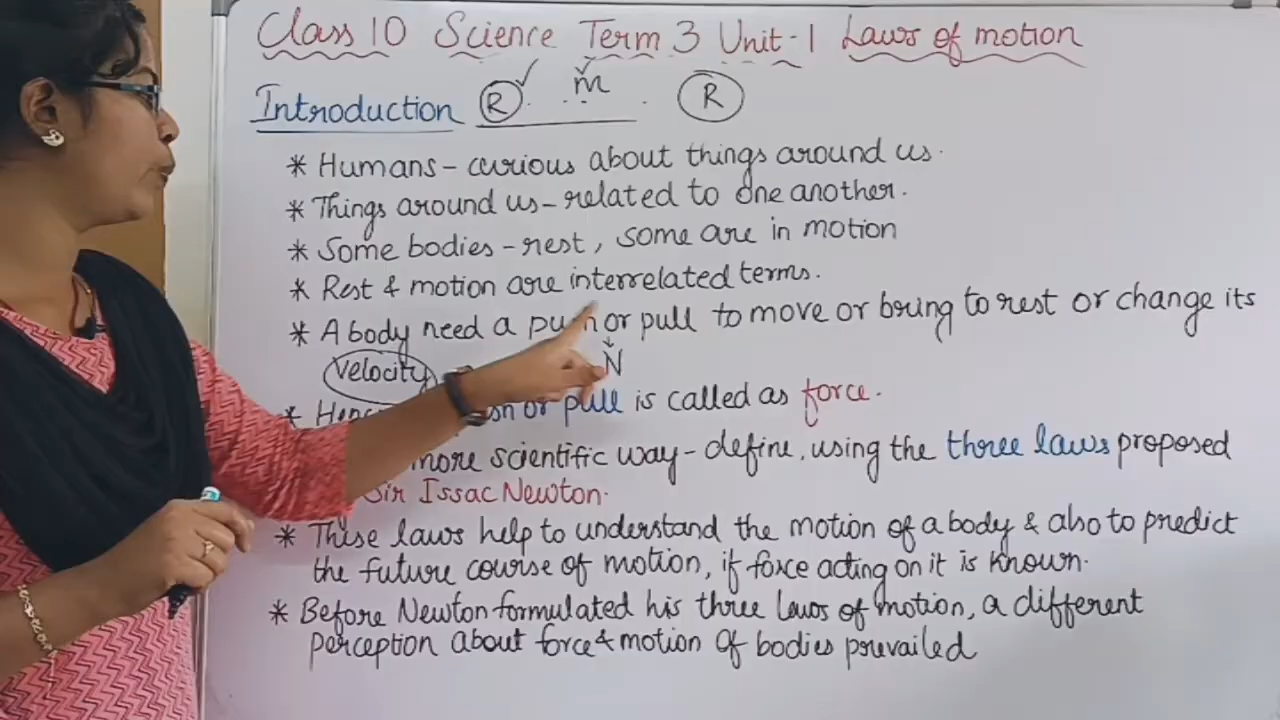 Class 10 Science Term 3 Unit-1 Laws of motion
Introduction R m R
* Humans - curious about things around us.
* Things around us - related to one another.
* Some bodies - rest, some are in motion
* Rest & motion are interrelated terms.
* A body need a push or pull to move or bring to rest or change its
velocity N
* or pull is called as force.
more scientific way - define, using the three laws proposed
Sir Issac Newton.
* These laws help to understand the motion of a body & also to predict
the future course of motion, if force acting on it is known.
* Before Newton formulated his three laws of motion, a different
perception about force & motion of bodies prevailed